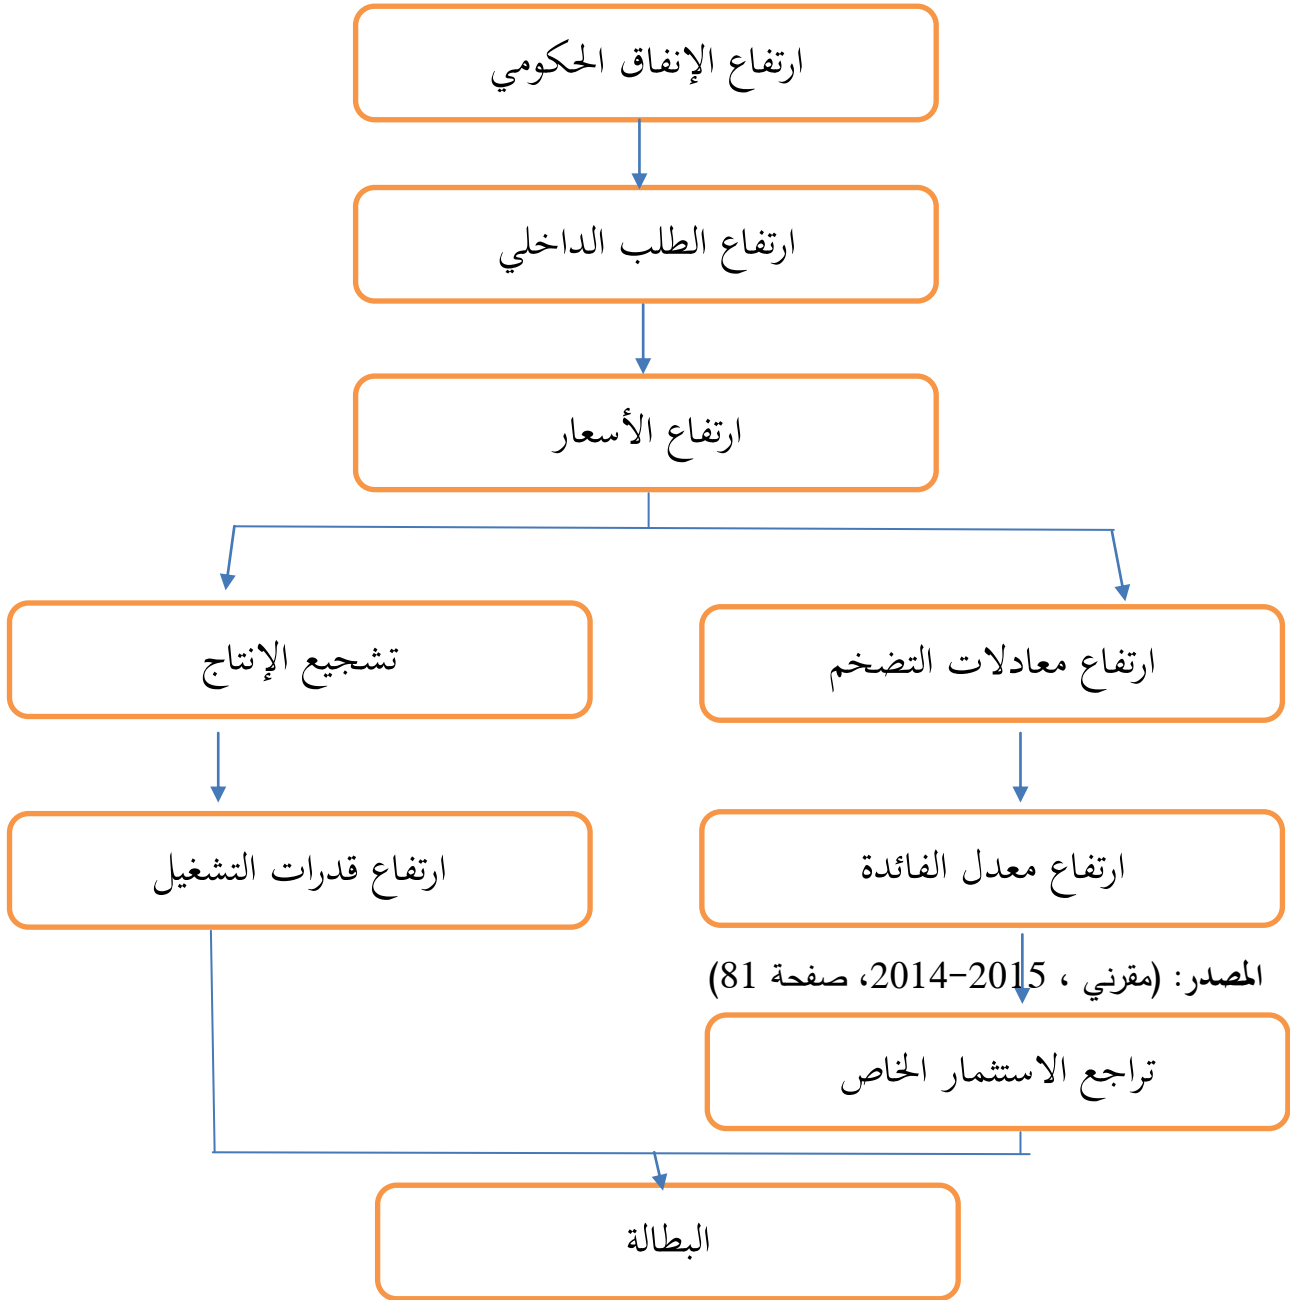 ارتفاع الإنفاق الحكومي
ارتفاع الطلب الداخلي
ارتفاع الأسعار
ارتفاع معادلات التضخم
تشجيع الإنتاج
ارتفاع معدل الفائدة
ارتفاع قدرات التشغيل
المصدر: (مقرني ، 2015-2014، صفحة 81)
تراجع الاستثمار الخاص
البطالة